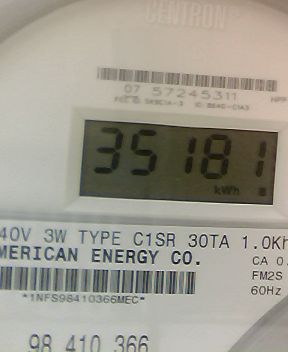 CENTRON®
07 57245311
35181
kWh
40V 3W TYPE C1SR 30TA 1.0Kh
MERICAN ENERGY CO.
CA 0.
FM2S
60Hz
*1NFS98410366MEC*
98 410 366